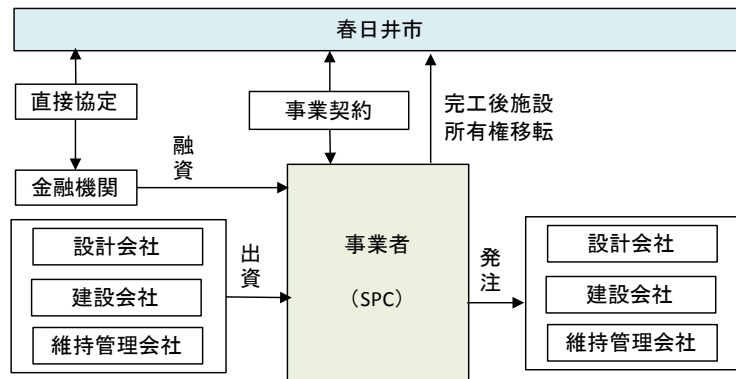 春日井市
直接協定
事業契約
完工後施設
所有権移転
融資
金融機関
設計会社
建設会社
維持管理会社
出資
事業者
（SPC）
発注
設計会社
建設会社
維持管理会社